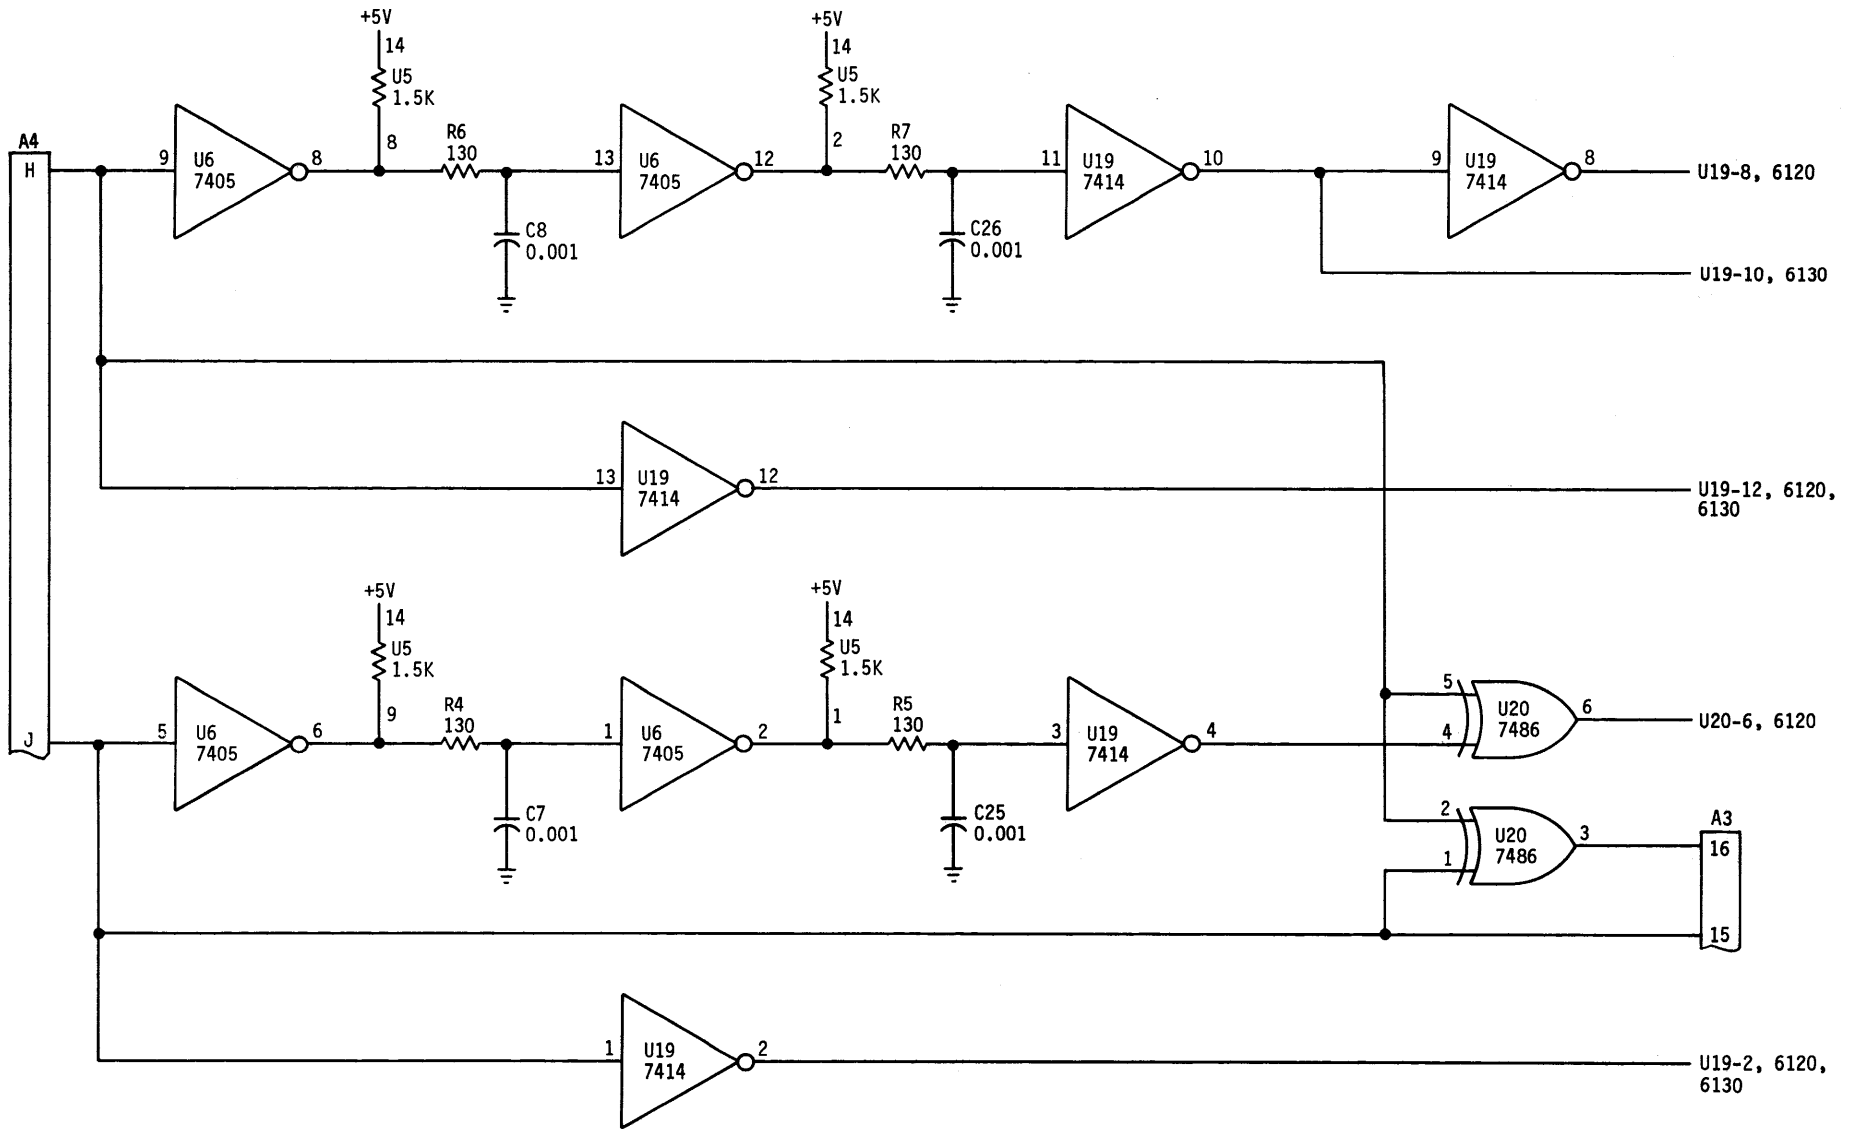 +5V
14
U5
1.5K
8
+5V
14
U5
1.5K
2
A4
H
9
U6
7405
8
R6
130
13
U6
7405
12
R7
130
11
U19
7414
10
9
U19
7414
8
U19-8, 6120
C8
0.001
C26
0.001
U19-10, 6130
13
U19
7414
12
U19-12, 6120,
6130
+5V
14
U5
1.5K
9
+5V
14
U5
1.5K
1
J
5
U6
7405
6
R4
130
1
U6
7405
2
R5
130
3
U19
7414
4
5
4
U20
7486
6
U20-6, 6120
C7
0.001
C25
0.001
2
1
U20
7486
3
A3
16
15
1
U19
7414
2
U19-2, 6120,
6130